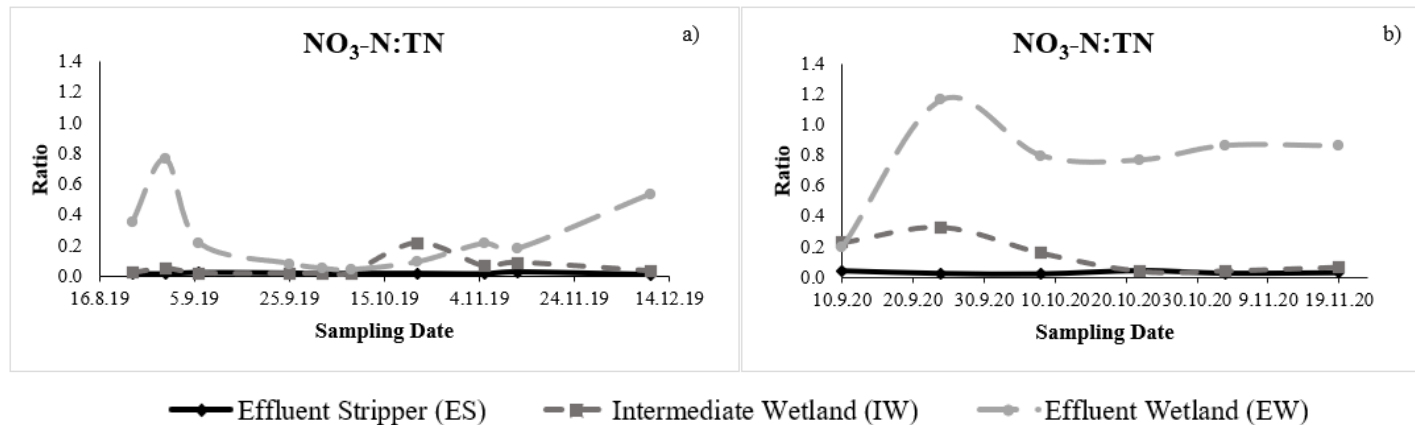 NO3-N:TN
a)
1.4
1.2
1.0
0.8
0.6
0.4
0.2
0.0
Ratio
16.8.19 5.9.19 25.9.19 15.10.19 4.11.19 24.11.19 14.12.19
Sampling Date
NO3-N:TN
b)
1.4
1.2
1.0
0.8
0.6
0.4
0.2
0.0
Ratio
10.9.20 20.9.20 30.9.20 10.10.20 20.10.20 30.10.20 9.11.20 19.11.20
Sampling Date
Effluent Stripper (ES) Intermediate Wetland (IW) Effluent Wetland (EW)